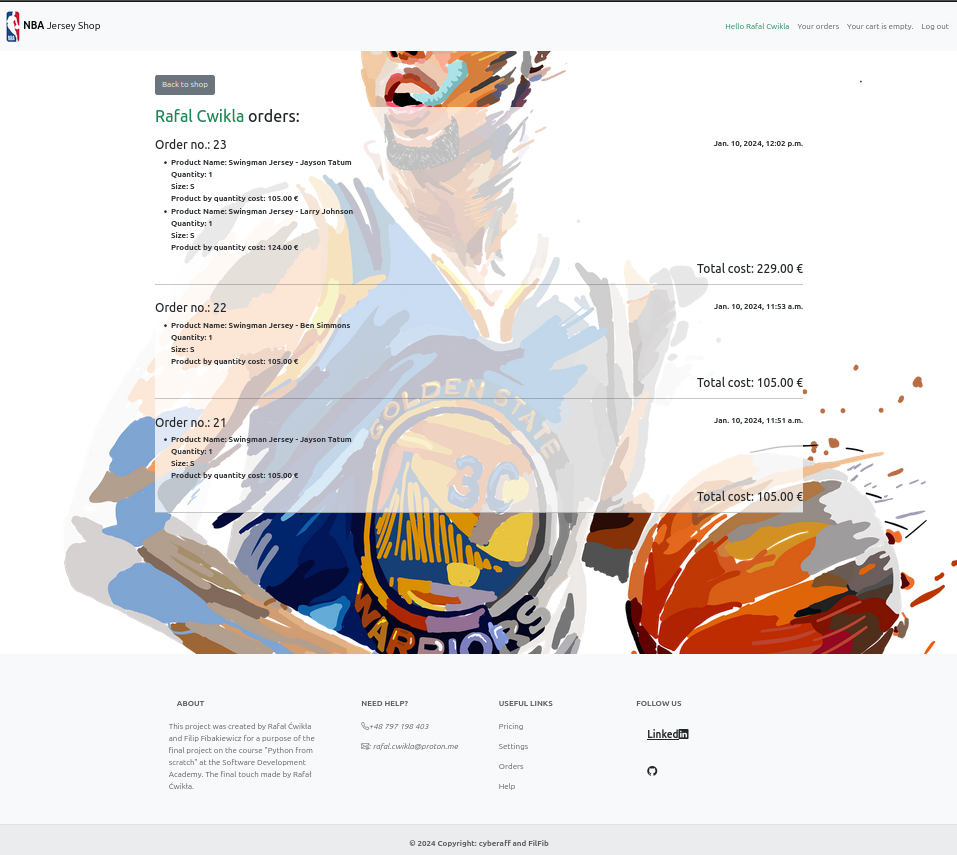 NBA Jersey Shop
Hello Rafal Cwikla Your orders Your cart is empty. Log out
Back to shop
Rafal Cwikla orders:
Order no.: 23
Jan. 10, 2024, 12:02 p.m.
Product Name: Swingman Jersey - Jayson Tatum
Quantity: 1
Size: S
Product by quantity cost: 105.00 €
Product Name: Swingman Jersey - Larry Johnson
Quantity: 1
Size: S
Product by quantity cost: 124.00 €
Total cost: 229.00 €
Order no.: 22
Jan. 10, 2024, 11:53 a.m.
Product Name: Swingman Jersey - Ben Simmons
Quantity: 1
Size: S
Product by quantity cost: 105.00 €
Total cost: 105.00 €
Order no.: 21
Jan. 10, 2024, 11:51 a.m.
Product Name: Swingman Jersey - Jayson Tatum
Quantity: 1
Size: S
Product by quantity cost: 105.00 €
Total cost: 105.00 €
GOLDEN STATE
30
WARRIORS
ABOUT
This project was created by Rafał Ćwikła
and Filip Fibakiewicz for a purpose of the
final project on the course "Python from
scratch" at the Software Development
Academy. The final touch made by Rafał
Ćwikła.
NEED HELP?
+48 797 198 403
: rafal.cwikla@proton.me
USEFUL LINKS
Pricing
Settings
Orders
Help
FOLLOW US
Linkedin
© 2024 Copyright: cyberaff and FilFib